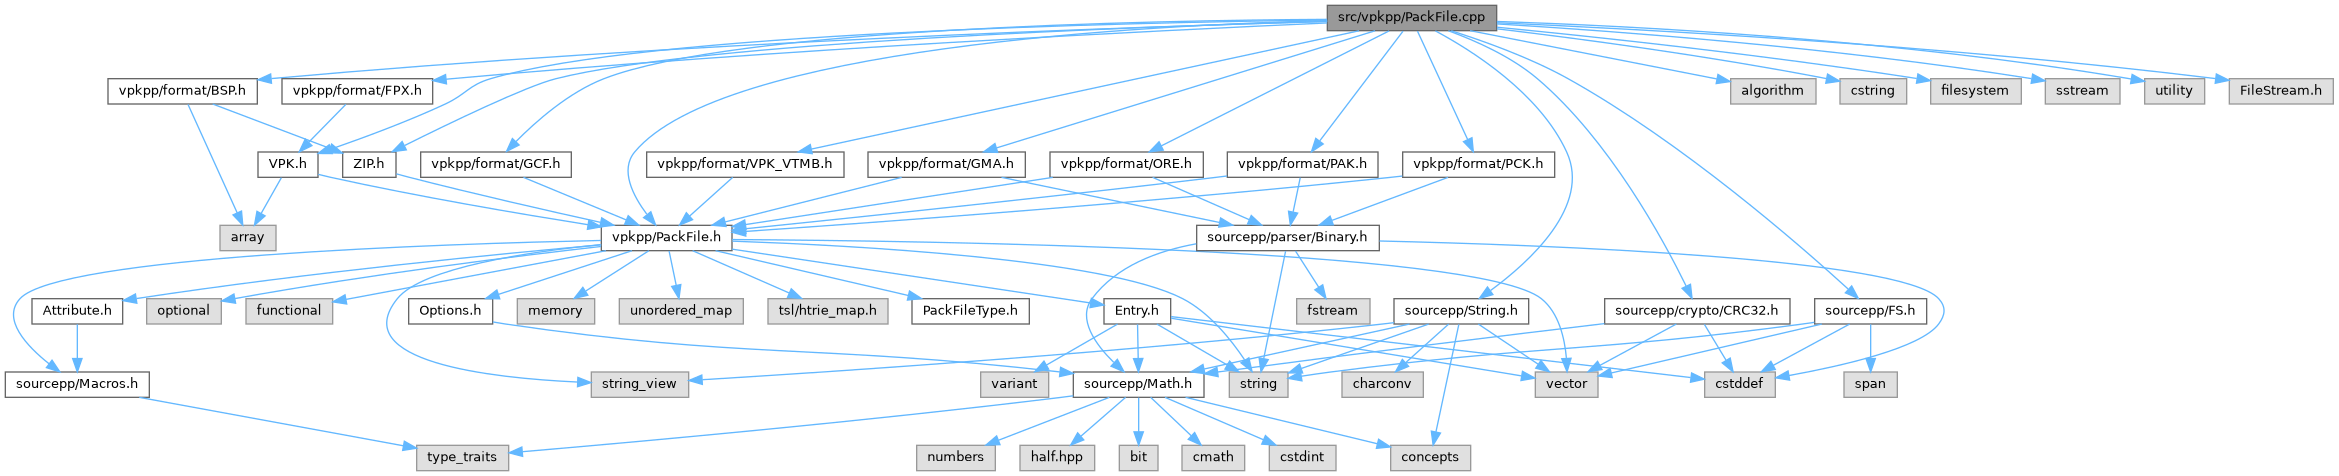 src/vpkpp/PackFile.cpp
vpkpp/format/BSP.h
vpkpp/format/FPX.h
algorithm
cstring
filesystem
sstream
utility
FileStream.h
VPK.h
ZIP.h
vpkpp/format/GCF.h
vpkpp/format/VPK_VTMB.h
vpkpp/format/GMA.h
vpkpp/format/ORE.h
vpkpp/format/PAK.h
vpkpp/format/PCK.h
array
vpkpp/PackFile.h
sourcepp/parser/Binary.h
Attribute.h
optional
functional
Options.h
memory
unordered_map
tsl/htrie_map.h
PackFileType.h
Entry.h
fstream
sourcepp/String.h
sourcepp/crypto/CRC32.h
sourcepp/FS.h
sourcepp/Macros.h
string_view
variant
sourcepp/Math.h
string
charconv
vector
cstddef
span
type_traits
numbers
half.hpp
bit
cmath
cstdint
concepts